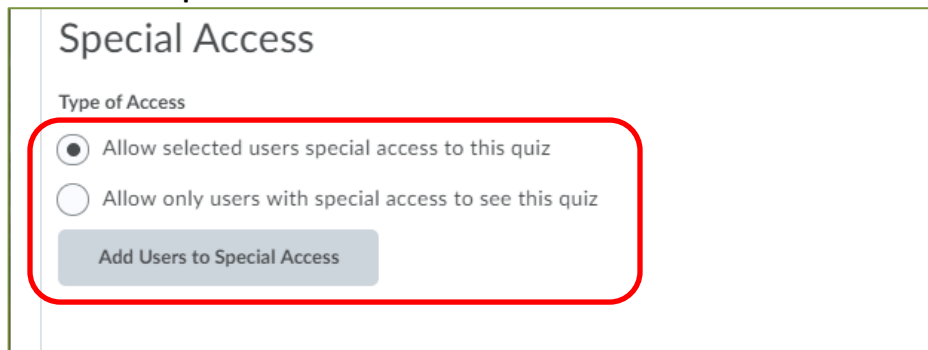 Special Access
Type of Access
Allow selected users special access to this quiz
Allow only users with special access to see this quiz
Add Users to Special Access